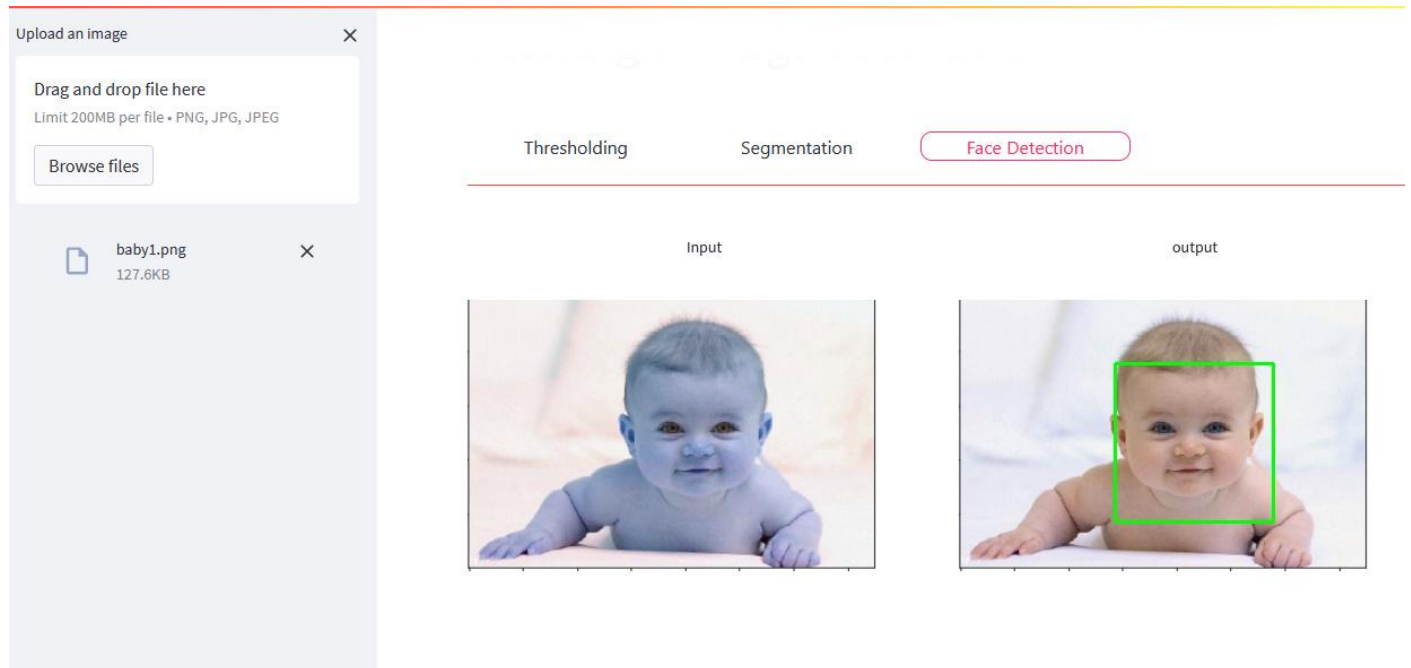 Upload an image
Drag and drop file here
Limit 200MB per file • PNG, JPG, JPEG
Browse files
baby1.png
127.6KB
Thresholding
Segmentation
Face Detection
Input
output